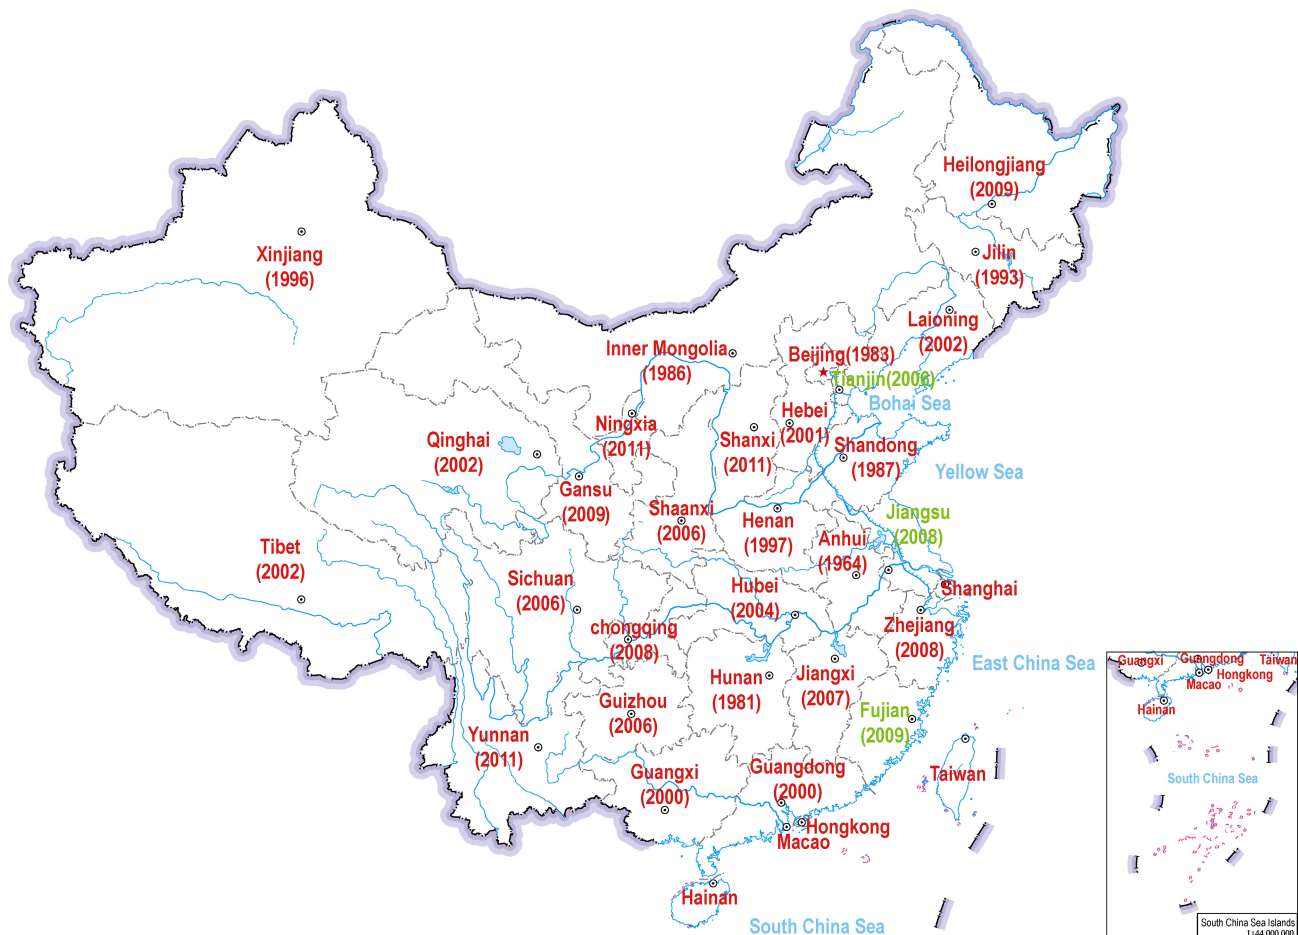 Heilongjiang
(2009)
Xinjiang
(1996)
Jilin
(1993)
Laioning
(2002)
Inner Mongolia
(1986)
Beijing(1983)
Tianjin(2006)
Bohai Sea
Ningxia
(2011)
Hebei
(2001)
Qinghai
(2002)
Shanxi
(2011)
Shandong
(1987)
Yellow Sea
Gansu
(2009)
Shaanxi
(2006)
Henan
(1997)
Jiangsu
(2008)
Anhui
(1964)
Tibet
(2002)
Sichuan
(2006)
Hubei
(2004)
Shanghai
chongqing
(2008)
Zhejiang
(2008)
East China Sea
Hunan
(1981)
Jiangxi
(2007)
Guizhou
(2006)
Fujian
(2009)
Yunnan
(2011)
Guangxi
(2000)
Guangdong
(2000)
Taiwan
Hongkong
Macao
Hainan
South China Sea
Guangxi
Guangdong
Taiwan
Hongkong
Macao
Hainan
South China Sea
South China Sea Islands
1:44 000 000